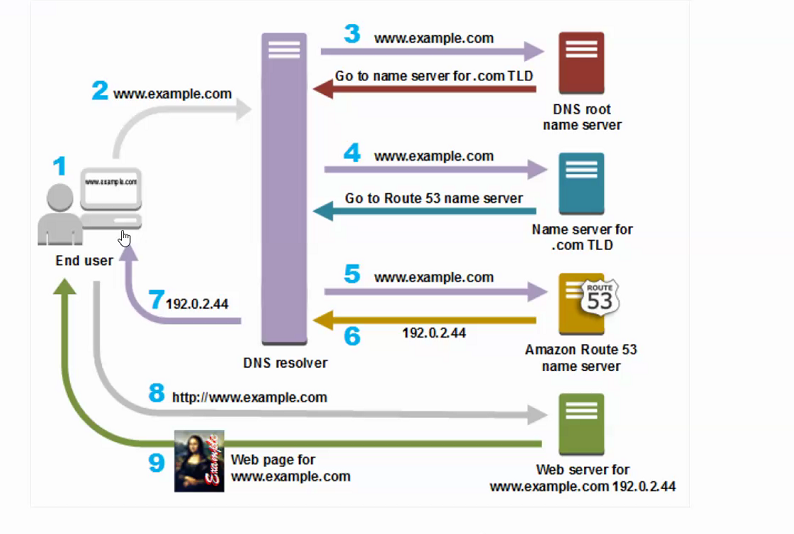 3 www.example.com
Go to name server for .com TLD
DNS root
name server
2 www.example.com
4 www.example.com
Go to Route 53 name server
Name server for
.com TLD
1
www.example.com
End user
5 www.example.com
ROUTE
53
7 192.0.2.44
6 192.0.2.44
Amazon Route 53
name server
DNS resolver
8 http://www.example.com
9
Example
Web page for
www.example.com
Web server for
www.example.com 192.0.2.44